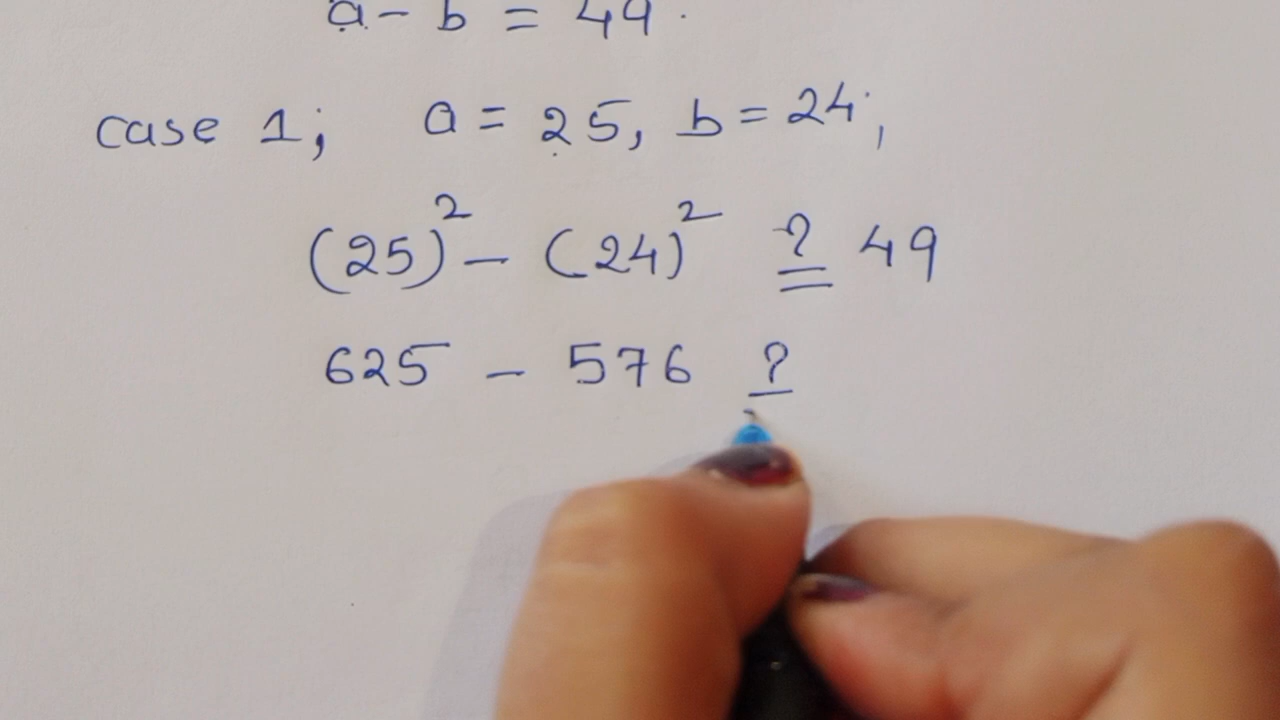 a - b = 49.
case 1; a = 25, b = 24;
(25)² - (24)² ≟ 49
625 - 576 ?